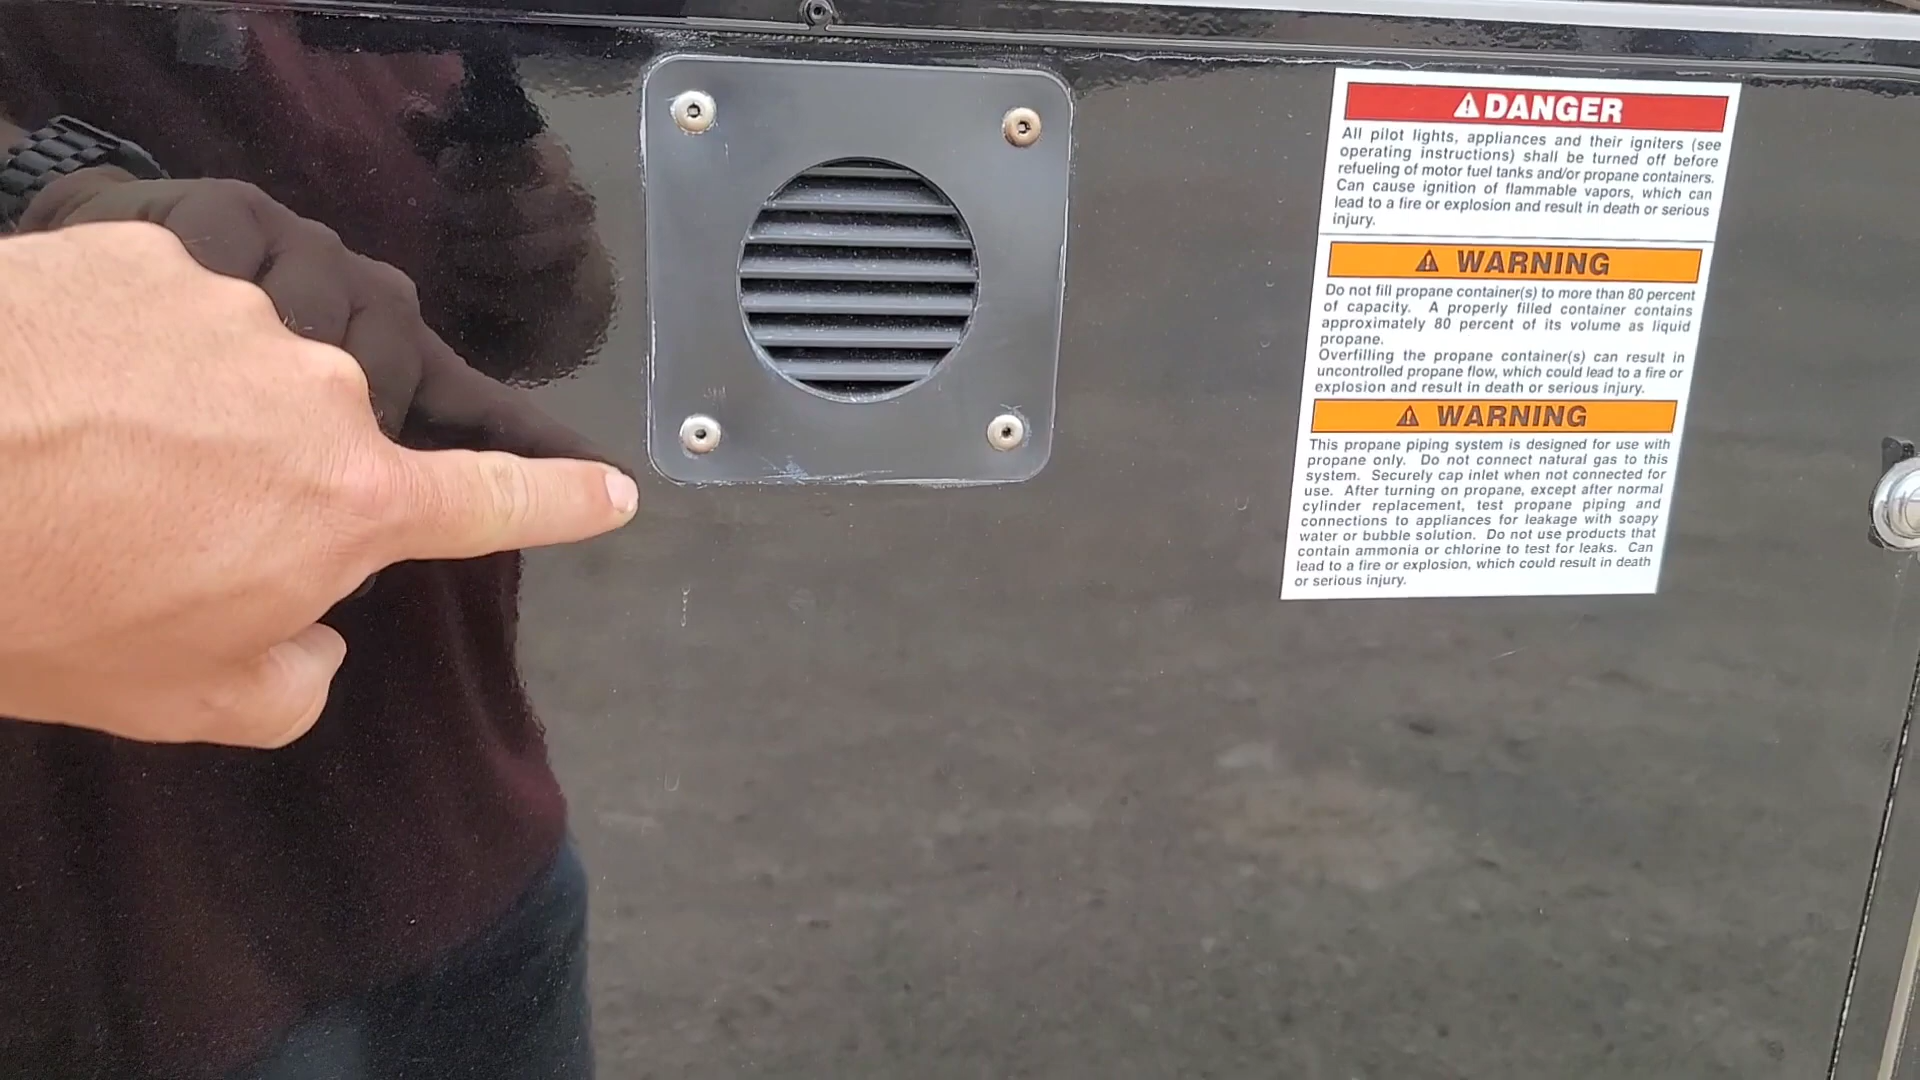 ⚠DANGER
All pilot lights, appliances and their igniters (see
operating instructions) shall be turned off before
refueling of motor fuel tanks and/or propane containers.
Can cause ignition of flammable vapors, which can
lead to a fire or explosion and result in death or serious
injury.
⚠ WARNING
Do not fill propane container(s) to more than 80 percent
of capacity. A properly filled container contains
approximately 80 percent of its volume as liquid
propane.
Overfilling the propane container(s) can result in
uncontrolled propane flow, which could lead to a fire or
explosion and result in death or serious injury.
⚠ WARNING
This propane piping system is designed for use with
propane only. Do not connect natural gas to this
system. Securely cap inlet when not connected for
use. After turning on propane, except after normal
cylinder replacement, test propane piping and
connections to appliances for leakage with soapy
water or bubble solution. Do not use products that
contain ammonia or chlorine to test for leaks. Can
lead to a fire or explosion, which could result in death
or serious injury.